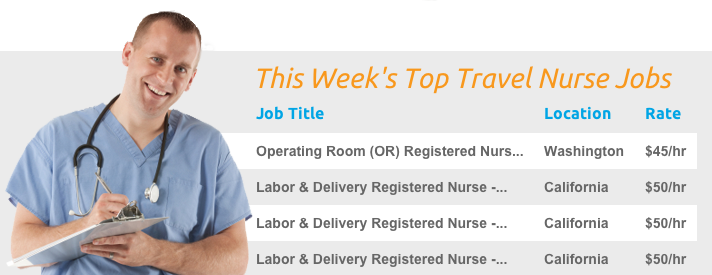 This Week's Top Travel Nurse Jobs
Job Title Location Rate
Operating Room (OR) Registered Nurs... Washington $45/hr
Labor & Delivery Registered Nurse -... California $50/hr
Labor & Delivery Registered Nurse -... California $50/hr
Labor & Delivery Registered Nurse -... California $50/hr